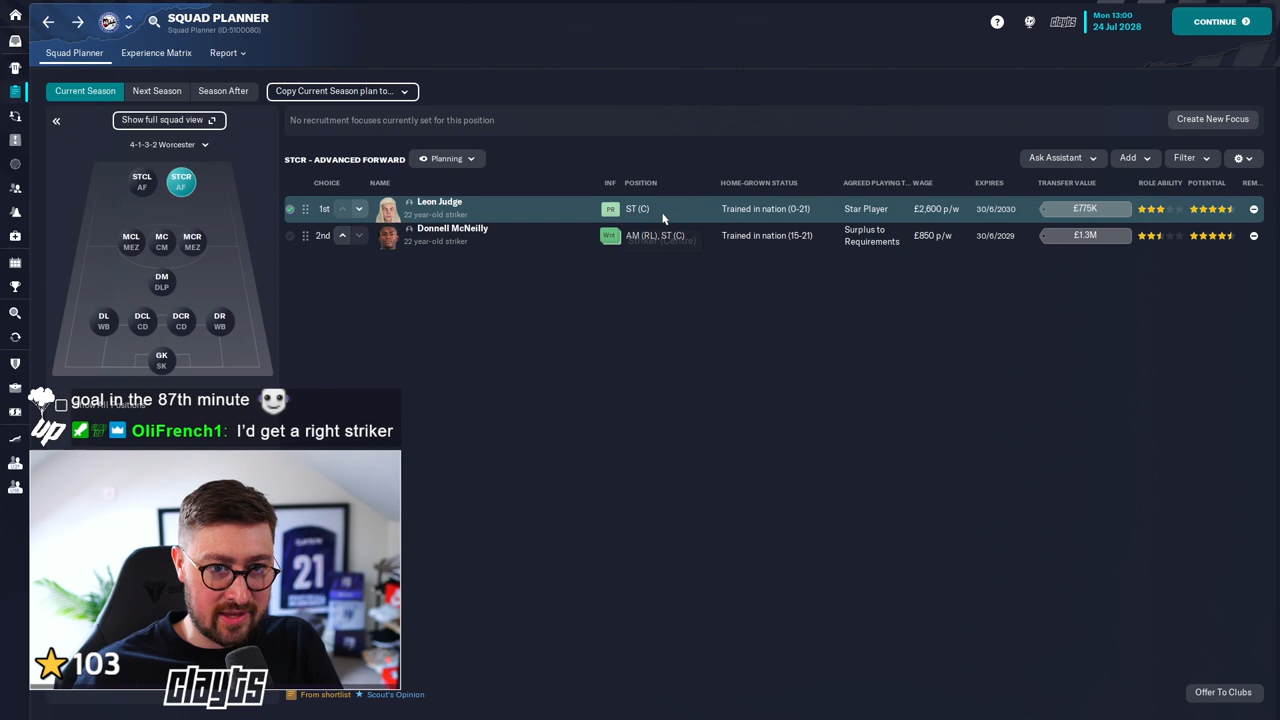 SQUAD PLANNER
Squad Planner (ID:5100080)
clayts
Mon 13:00
24 Jul 2028
CONTINUE
Squad Planner
Experience Matrix
Report
Current Season
Next Season
Season After
Copy Current Season plan to...
Show full squad view
4-1-3-2 Worcester
No recruitment focuses currently set for this position
Create New Focus
STCR - ADVANCED FORWARD
Planning
Ask Assistant
Add
Filter
CHOICE
NAME
INF
POSITION
HOME-GROWN STATUS
AGREED PLAYING T...
WAGE
EXPIRES
TRANSFER VALUE
ROLE ABILITY
POTENTIAL
REM...
1st
Leon Judge
22 year-old striker
PR
ST (C)
Trained in nation (0-21)
Star Player
£2,600 p/w
30/6/2030
£775K
2nd
Donnell McNeilly
22 year-old striker
Wnt
AM (RL), ST (C)
Striker (Centre)
Trained in nation (15-21)
Surplus to
Requirements
£850 p/w
30/6/2029
£1.3M
STCL
AF
STCR
AF
MCL
MEZ
MC
CM
MCR
MEZ
DM
DLP
DL
WB
DCL
CD
DCR
CD
DR
WB
GK
SK
goal in the 87th minute
UP
OliFrench1: I'd get a right striker
21
103
clayts
From shortlist
Scout's Opinion
Offer To Clubs